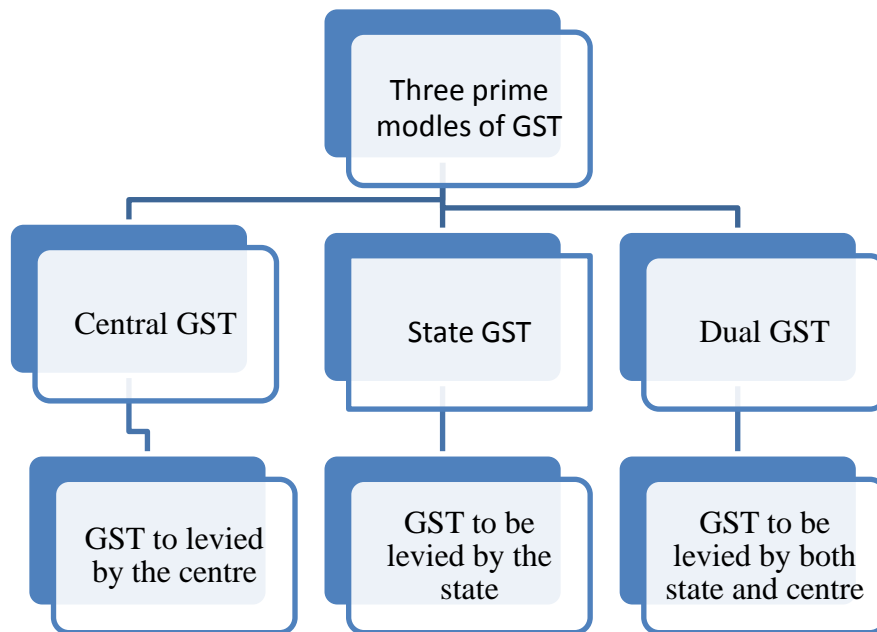 Three prime
modles of GST
Central GST
State GST
Dual GST
GST to levied
by the centre
GST to be
levied by the
state
GST to be
levied by both
state and centre